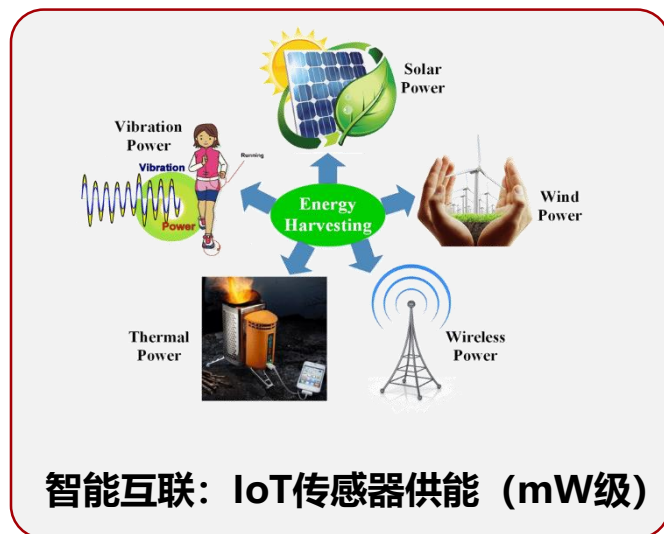 Solar
Power
Vibration
Power
Vibration
Running
Power
Energy
Harvesting
Wind
Power
Thermal
Power
Wireless
Power
智能互联：IoT传感器供能（mW级）